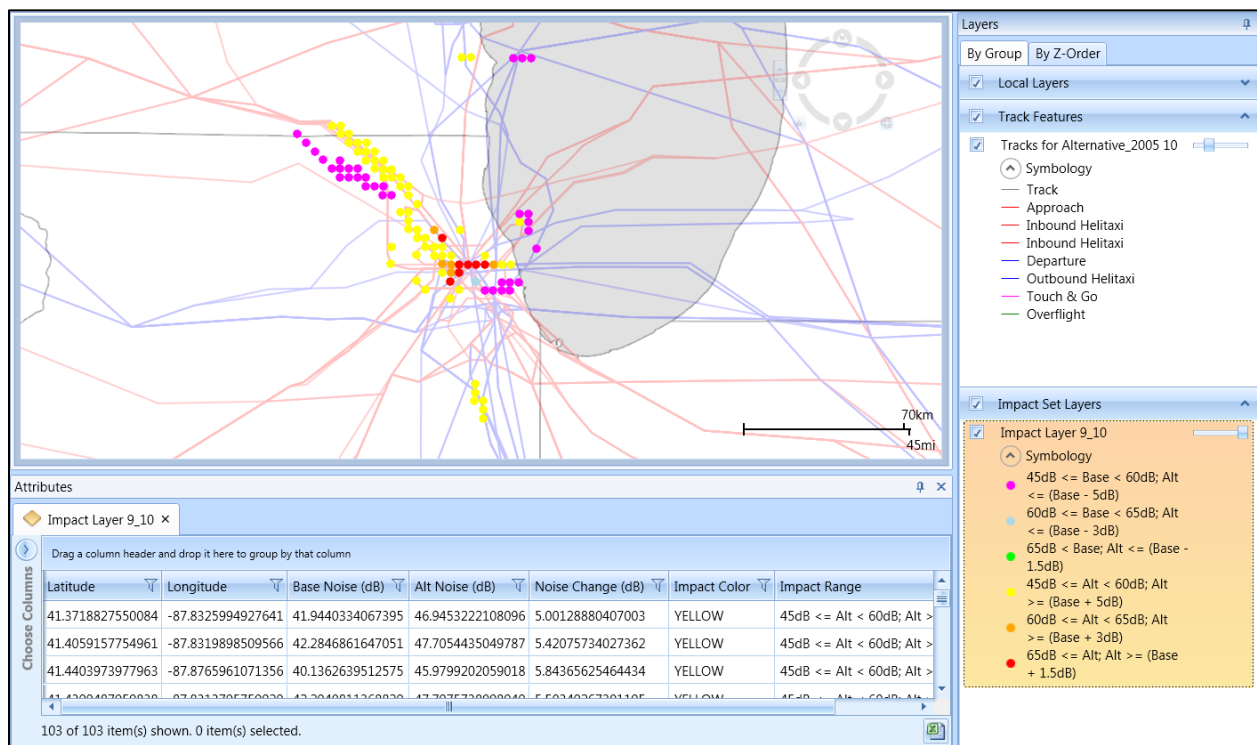 70km
45mi
Layers
By Group
By Z-Order
Local Layers
Track Features
Tracks for Alternative_2005 10
Symbology
Track
Approach
Inbound Helitaxi
Inbound Helitaxi
Departure
Outbound Helitaxi
Touch & Go
Overflight
Impact Set Layers
Impact Layer 9_10
Symbology
45dB <= Base < 60dB; Alt
<= (Base - 5dB)
60dB <= Base < 65dB; Alt
<= (Base - 3dB)
65dB < Base; Alt <= (Base -
1.5dB)
45dB <= Alt < 60dB; Alt
>= (Base + 5dB)
60dB <= Alt < 65dB; Alt
>= (Base + 3dB)
65dB <= Alt; Alt >= (Base
+ 1.5dB)
Attributes
Impact Layer 9_10
Choose Columns
Drag a column header and drop it here to group by that column
Latitude Longitude Base Noise (dB) Alt Noise (dB) Noise Change (dB) Impact Color Impact Range
41.3718827550084 -87.8325994927641 41.9440334067395 46.9453222108096 5.00128880407003 YELLOW 45dB <= Alt < 60dB; Alt >
41.4059157754961 -87.8319898509566 42.2846861647051 47.7054435049787 5.42075734027362 YELLOW 45dB <= Alt < 60dB; Alt >
41.4403973977963 -87.8765961071356 40.1362639512575 45.9799202059018 5.84365625464434 YELLOW 45dB <= Alt < 60dB; Alt >
YELLOW 45dB <= Alt < 60dB; Alt >
103 of 103 item(s) shown. 0 item(s) selected.